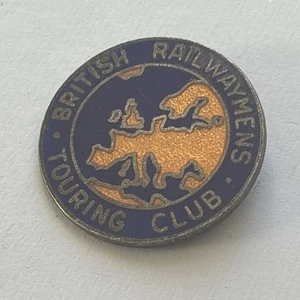 BRITISH RAILWAYMENS
· TOURING CLUB ·